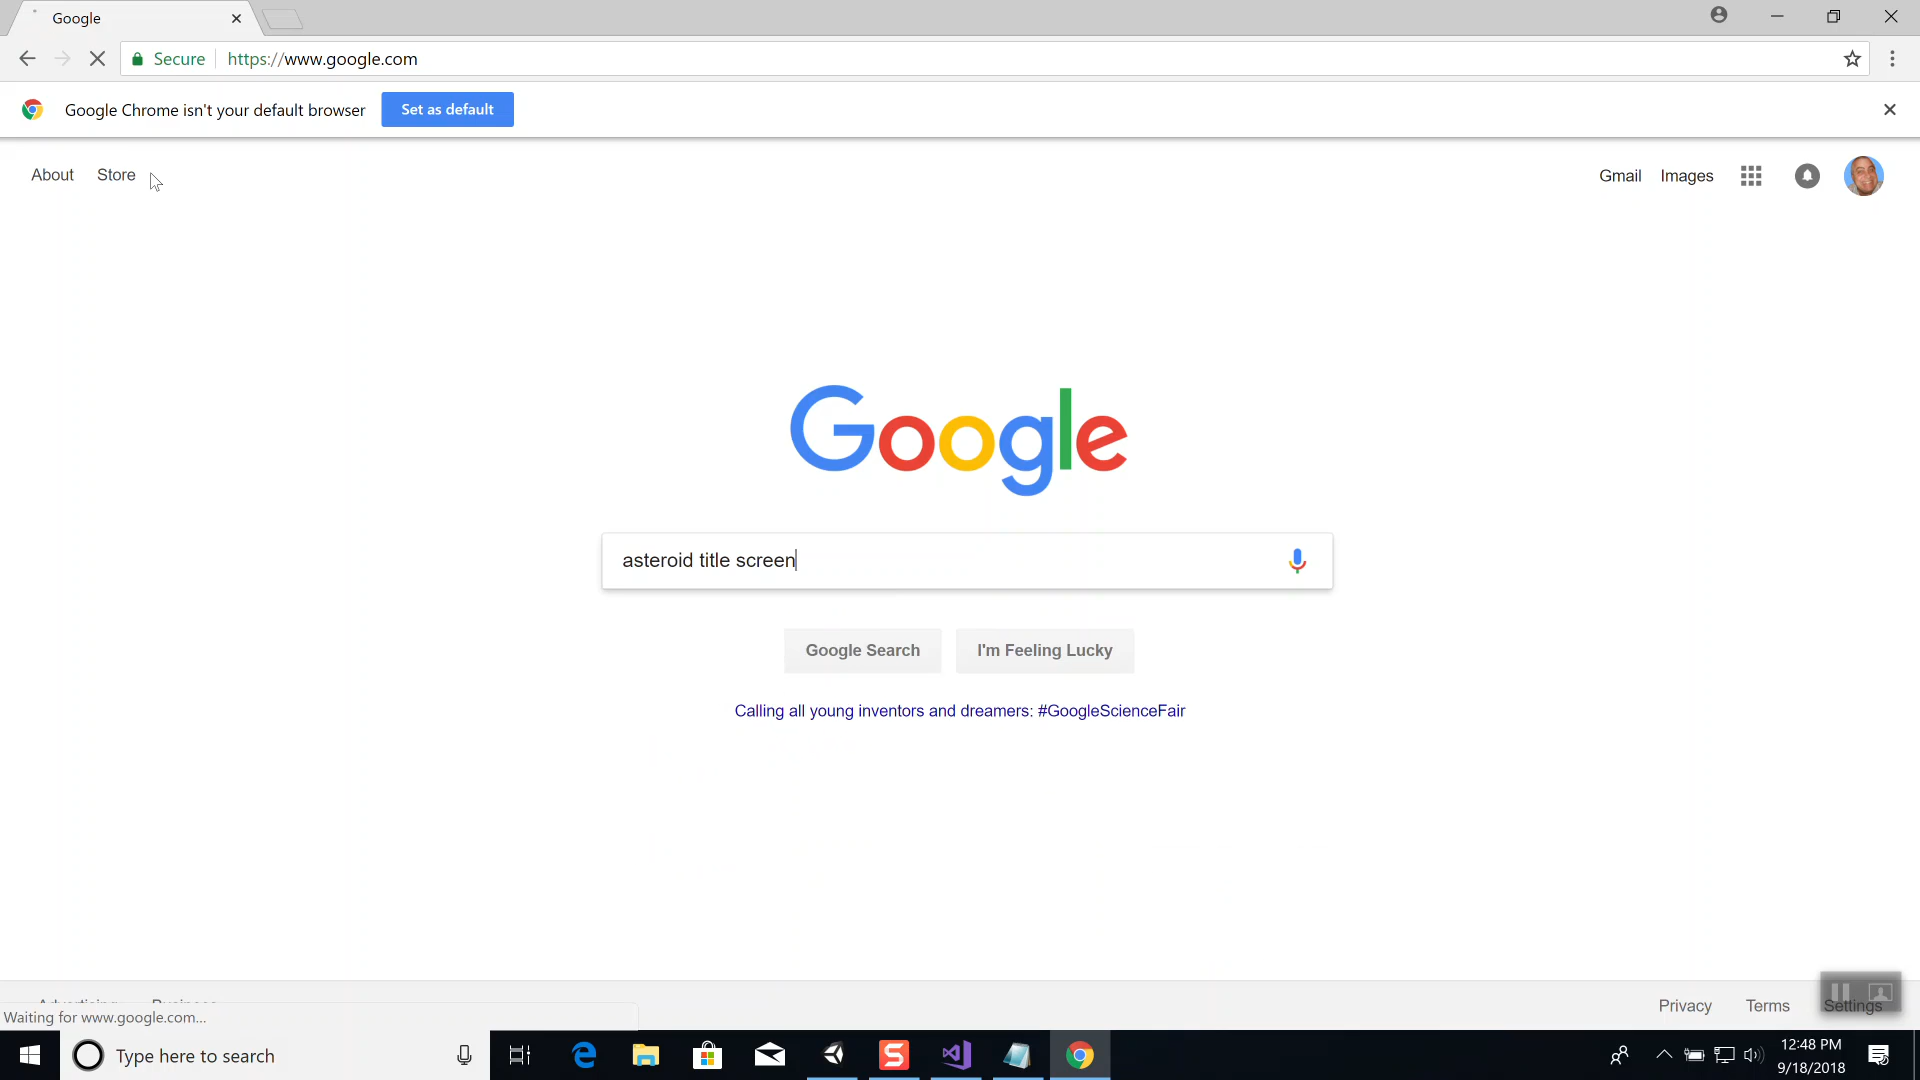 Google
Secure https://www.google.com
Google Chrome isn't your default browser Set as default
About Store Gmail Images
Google
asteroid title screen
Google Search I'm Feeling Lucky
Calling all young inventors and dreamers: #GoogleScienceFair
Advertising Business Privacy Terms Settings
Waiting for www.google.com...
Type here to search
12:48 PM
9/18/2018